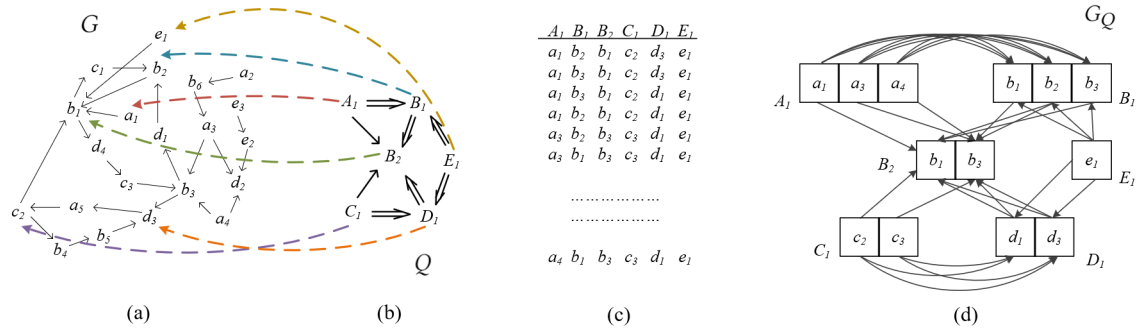 G
e1
c1
b2
b6
a2
b1
a1
e3
a3
d1
e2
d4
c3
b3
d2
a5
c2
d3
a4
b4
b5
A1
B1
B2
E1
C1
D1
Q
A1 B1 B2 C1 D1 E1
a1 b2 b1 c2 d3 e1
a1 b3 b1 c2 d3 e1
a1 b3 b1 c2 d1 e1
a1 b2 b1 c2 d1 e1
a3 b2 b3 c3 d1 e1
a3 b1 b3 c3 d1 e1
..................
..................
a4 b1 b3 c3 d1 e1
GQ
a1 a3 a4
b1 b2 b3
A1
B1
B2
b1 b3
e1
E1
C1
c2 c3
d1 d3
D1
(a)
(b)
(c)
(d)